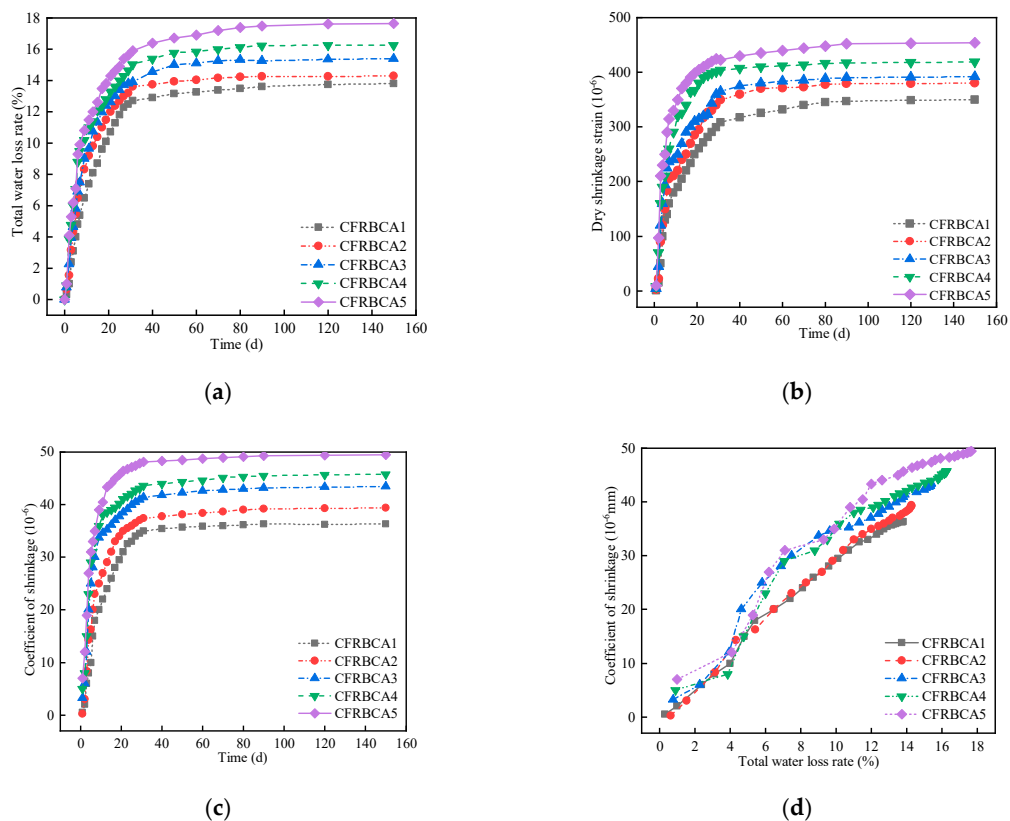 18
16
14
12
10
8
6
4
2
0
Total water loss rate (%)
CFRBCA1
CFRBCA2
CFRBCA3
CFRBCA4
CFRBCA5
0 20 40 60 80 100 120 140 160
Time (d)
(a)
500
400
300
200
100
0
Dry shrinkage strain (10⁻⁶)
CFRBCA1
CFRBCA2
CFRBCA3
CFRBCA4
CFRBCA5
0 20 40 60 80 100 120 140 160
Time (d)
(b)
50
40
30
20
10
0
Coefficient of shrinkage (10⁻⁶)
CFRBCA1
CFRBCA2
CFRBCA3
CFRBCA4
CFRBCA5
0 20 40 60 80 100 120 140 160
Time (d)
(c)
50
40
30
20
10
0
Coefficient of shrinkage (10⁻⁶mm)
CFRBCA1
CFRBCA2
CFRBCA3
CFRBCA4
CFRBCA5
0 2 4 6 8 10 12 14 16 18
Total water loss rate (%)
(d)